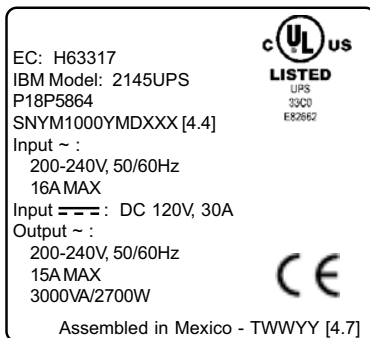 EC: H63317
IBM Model: 2145UPS
P18P5864
SNYM1000YMDXXX [4.4]
Input ~ :
200-240V, 50/60Hz
16A MAX
Input ⎓ : DC 120V, 30A
Output ~ :
200-240V, 50/60Hz
15A MAX
3000VA/2700W
c UL US
LISTED
UPS
33C0
E82662
CE
Assembled in Mexico - TWWYY [4.7]